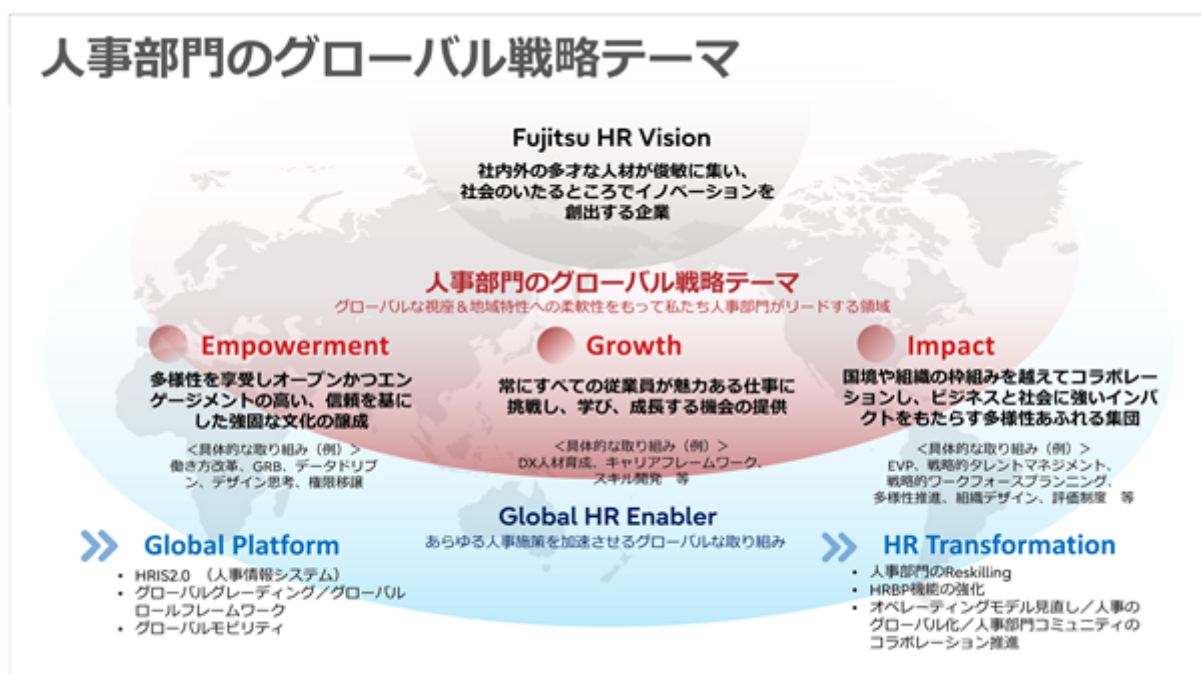 人事部門のグローバル戦略テーマ
Fujitsu HR Vision
社内外の多才な人材が俊敏に集い、
社会のいたるところでイノベーションを
創出する企業
人事部門のグローバル戦略テーマ
グローバルな視座＆地域特性への柔軟性をもって私たち人事部門がリードする領域
Empowerment
多様性を享受しオープンかつエン
ゲージメントの高い、信頼を基に
した強固な文化の醸成
＜具体的な取り組み（例）＞
働き方改革、GRB、データドリブ
ン、デザイン思考、権限移譲
Growth
常にすべての従業員が魅力ある仕事に
挑戦し、学び、成長する機会の提供
＜具体的な取り組み（例）＞
DX人材育成、キャリアフレームワーク、
スキル開発　等
Impact
国境や組織の枠組みを越えてコラボレー
ションし、ビジネスと社会に強いインパ
クトをもたらす多様性あふれる集団
＜具体的な取り組み（例）＞
EVP、戦略的タレントマネジメント、
戦略的ワークフォースプランニング、
多様性推進、組織デザイン、評価制度　等
Global HR Enabler
あらゆる人事施策を加速させるグローバルな取り組み
Global Platform
• HRIS2.0 （人事情報システム）
• グローバルグレーディング／グローバル
ロールフレームワーク
• グローバルモビリティ
HR Transformation
• 人事部門のReskilling
• HRBP機能の強化
• オペレーティングモデル見直し／人事の
グローバル化／人事部門コミュニティの
コラボレーション推進